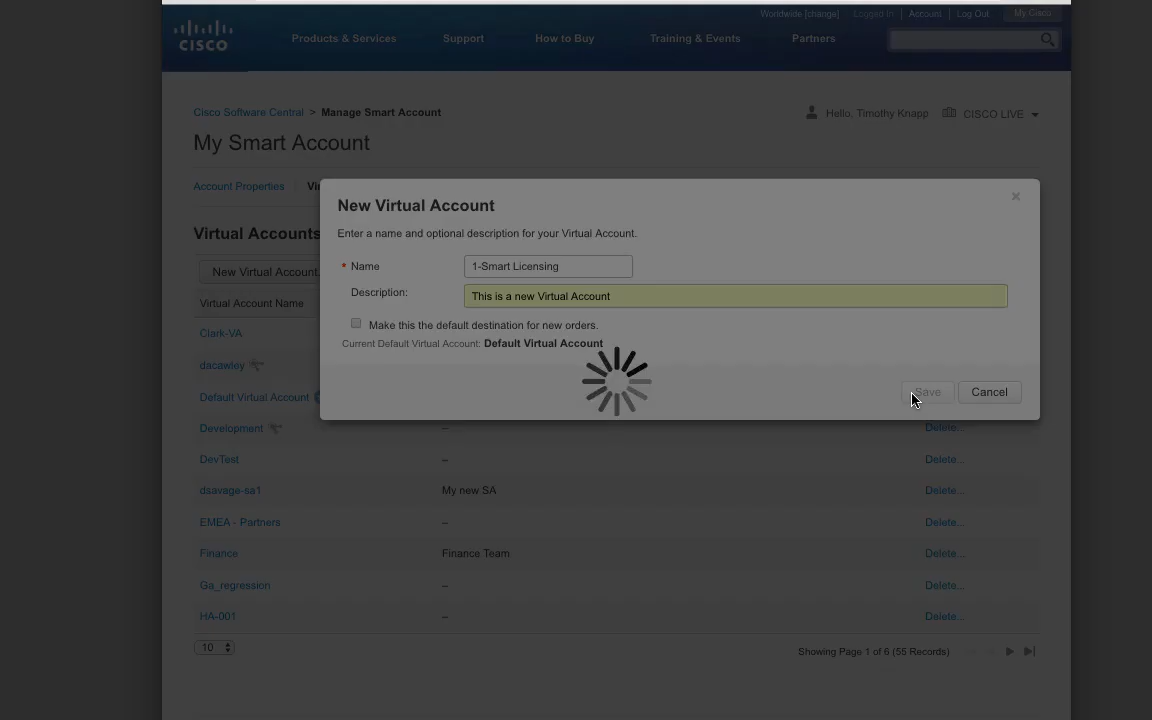 Worldwide [change] Logged In Account Log Out My Cisco
CISCO
Products & Services Support How to Buy Training & Events Partners
Cisco Software Central > Manage Smart Account
Hello, Timothy Knapp CISCO LIVE
My Smart Account
Account Properties
New Virtual Account
Enter a name and optional description for your Virtual Account.
* Name 1-Smart Licensing
Description: This is a new Virtual Account
Make this the default destination for new orders.
Current Default Virtual Account: Default Virtual Account
Save Cancel
Virtual Accounts
New Virtual Account
Virtual Account Name
Clark-VA
dacawley
Default Virtual Account
Development – Delete...
DevTest – Delete...
dsavage-sa1 My new SA Delete...
EMEA - Partners – Delete...
Finance Finance Team Delete...
Ga_regression – Delete...
HA-001 – Delete...
10 Showing Page 1 of 6 (55 Records)